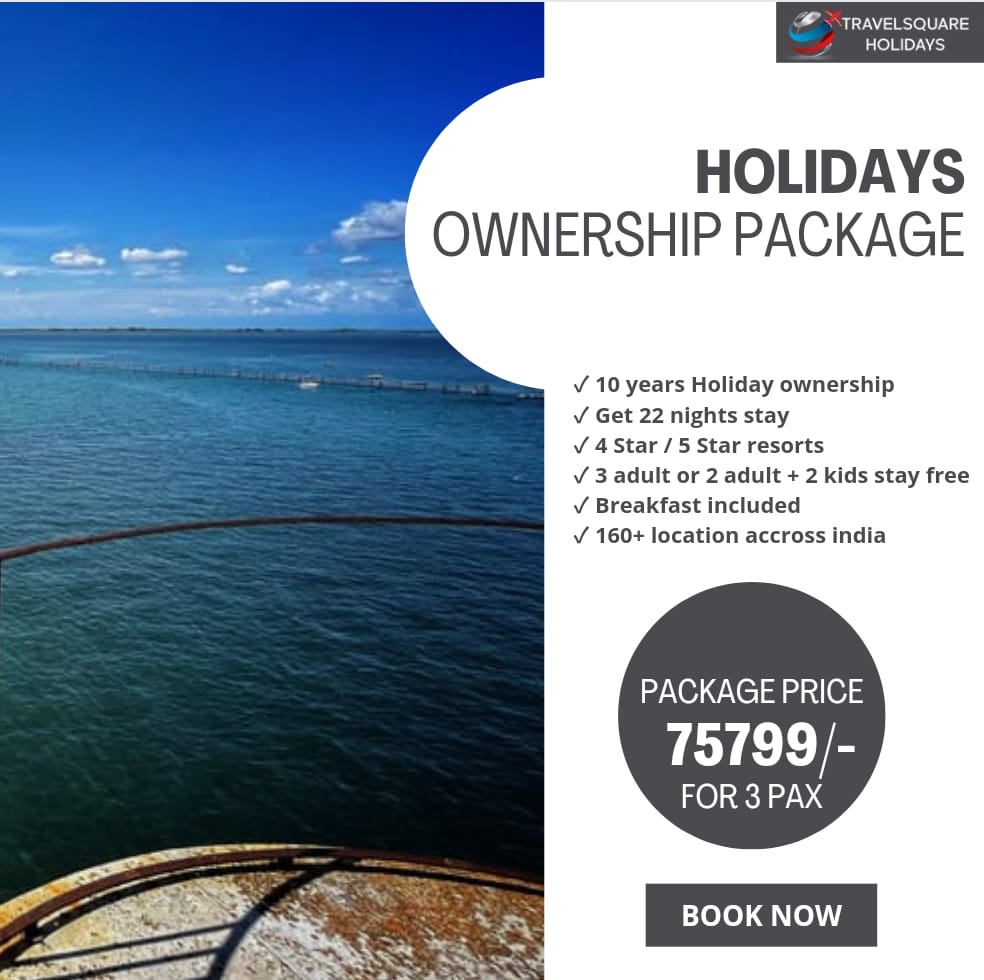 TRAVELSQUARE
HOLIDAYS
HOLIDAYS
OWNERSHIP PACKAGE
✓ 10 years Holiday ownership
✓ Get 22 nights stay
✓ 4 Star / 5 Star resorts
✓ 3 adult or 2 adult + 2 kids stay free
✓ Breakfast included
✓ 160+ location accross india
PACKAGE PRICE
75799/-
FOR 3 PAX
BOOK NOW